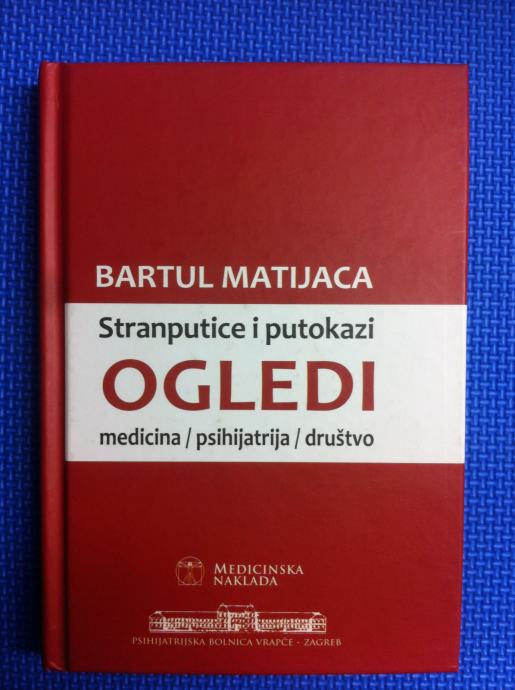 BARTUL MATIJACA
Stranputice i putokazi
OGLEDI
medicina / psihijatrija / društvo
MEDICINSKA
NAKLADA
PSIHIJATRIJSKA BOLNICA VRAPČE - ZAGREB